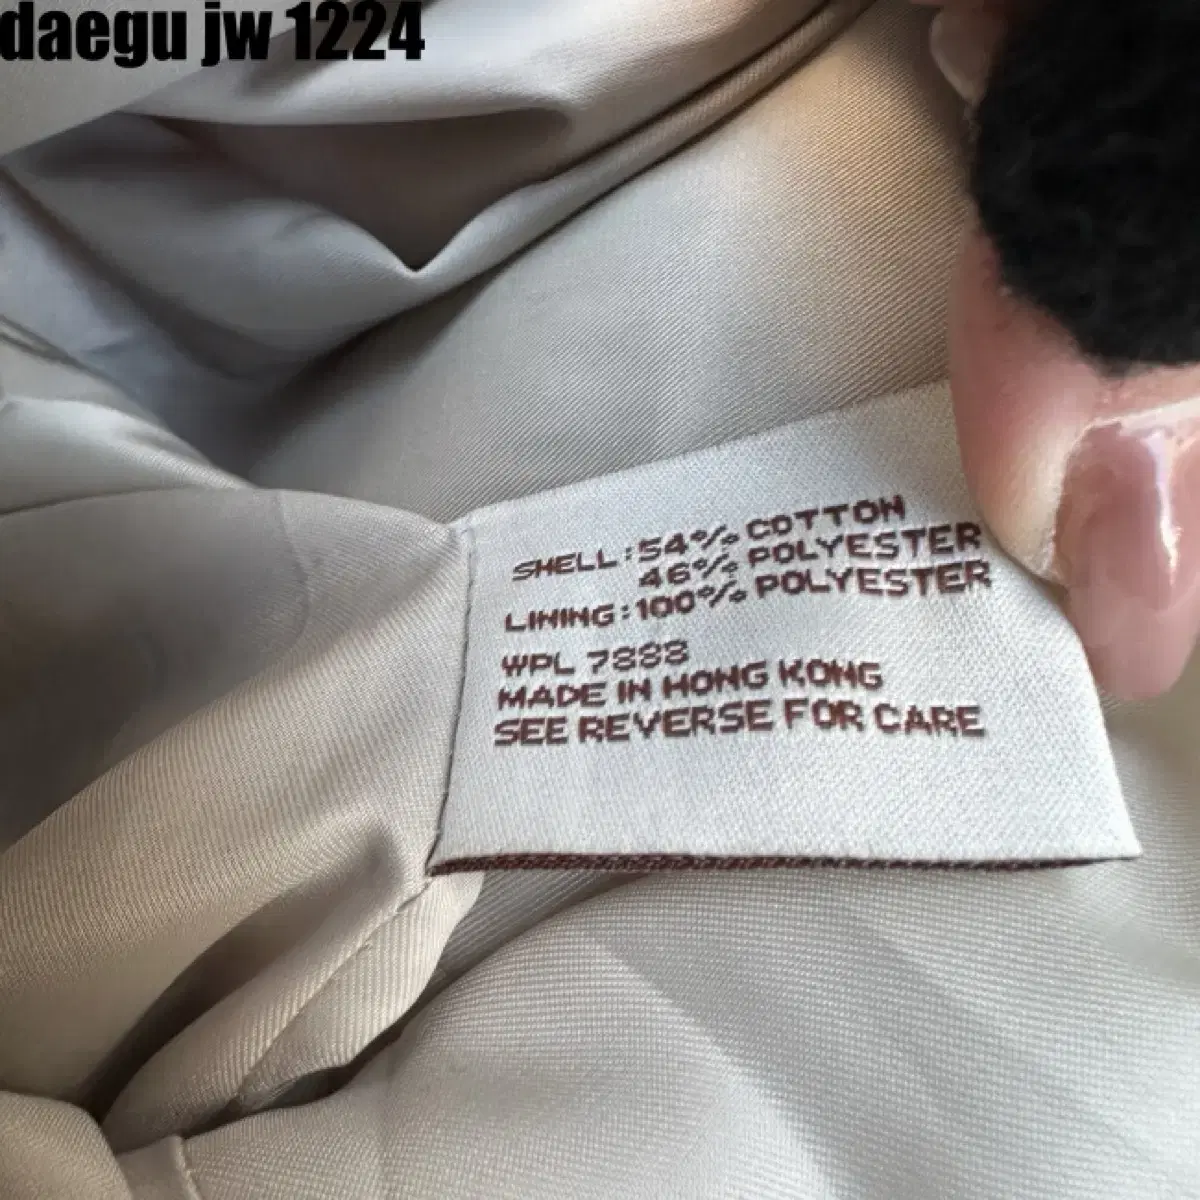 daegu jw 1224
SHELL:54% COTTON
46% POLYESTER
LINING:100% POLYESTER
WPL 7888
MADE IN HONG KONG
SEE REVERSE FOR CARE